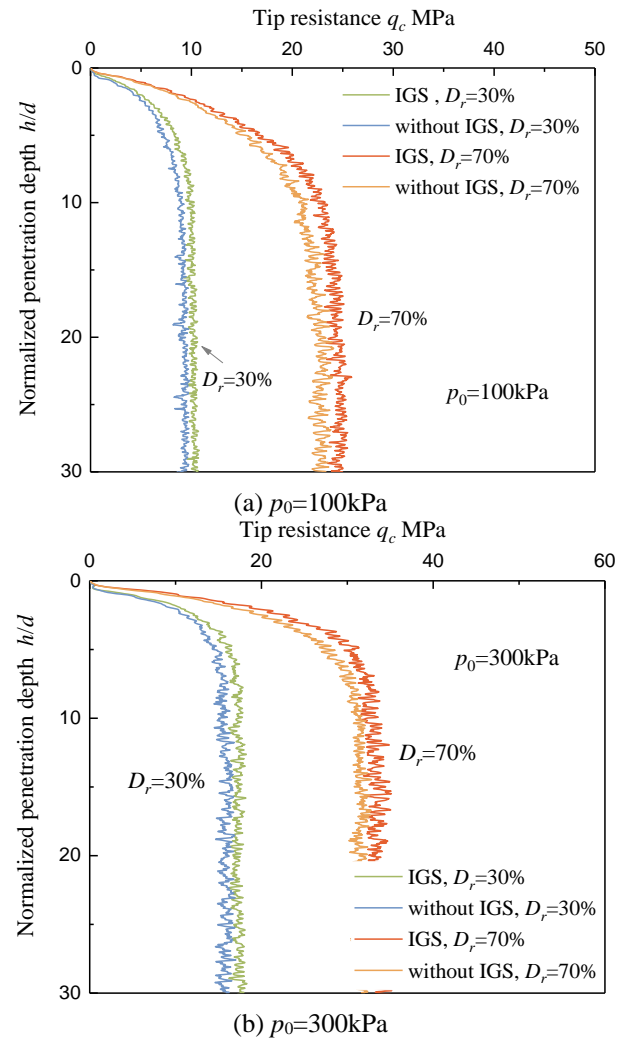 Tip resistance q_c MPa
0 10 20 30 40 50
0
10
20
30
Normalized penetration depth h/d
IGS , D_r=30%
without IGS, D_r=30%
IGS, D_r=70%
without IGS, D_r=70%
D_r=70%
D_r=30%
p_0=100kPa
(a) p_0=100kPa
Tip resistance q_c MPa
0 20 40 60
0
10
20
30
Normalized penetration depth h/d
p_0=300kPa
D_r=30%
D_r=70%
IGS, D_r=30%
without IGS, D_r=30%
IGS, D_r=70%
without IGS, D_r=70%
(b) p_0=300kPa